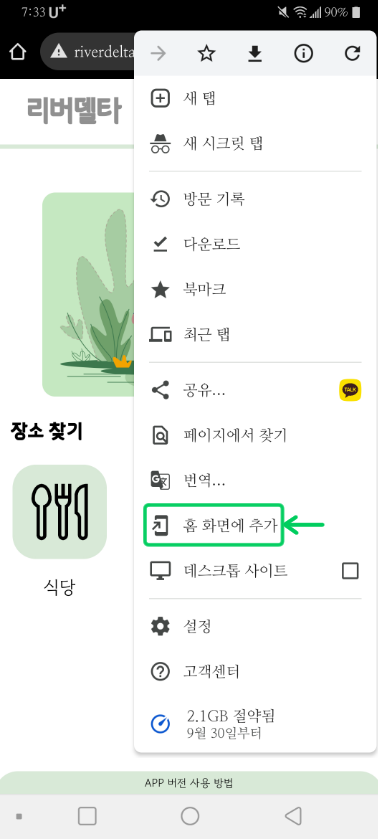 7:33 U+ 90%
riverdelta
리버델타
새 탭
새 시크릿 탭
방문 기록
다운로드
북마크
최근 탭
공유...
TALK
페이지에서 찾기
번역...
홈 화면에 추가
데스크톱 사이트
설정
고객센터
2.1GB 절약됨
9월 30일부터
장소 찾기
식당
APP 버전 사용 방법